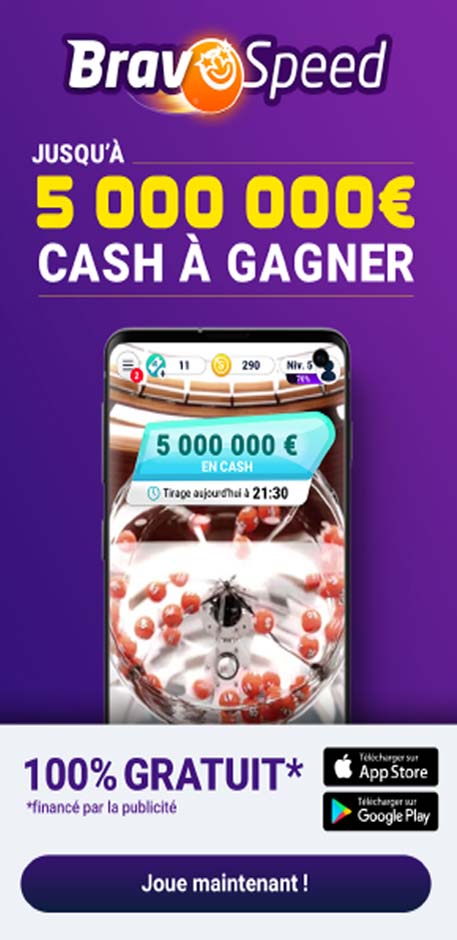 BravoSpeed
JUSQU'À
5 000 000€
CASH À GAGNER
11
290
Niv. 5
2
70%
5 000 000 €
EN CASH
Tirage aujourd'hui à 21:30
100% GRATUIT*
*financé par la publicité
Télécharger sur
App Store
Télécharger sur
Google Play
Joue maintenant !